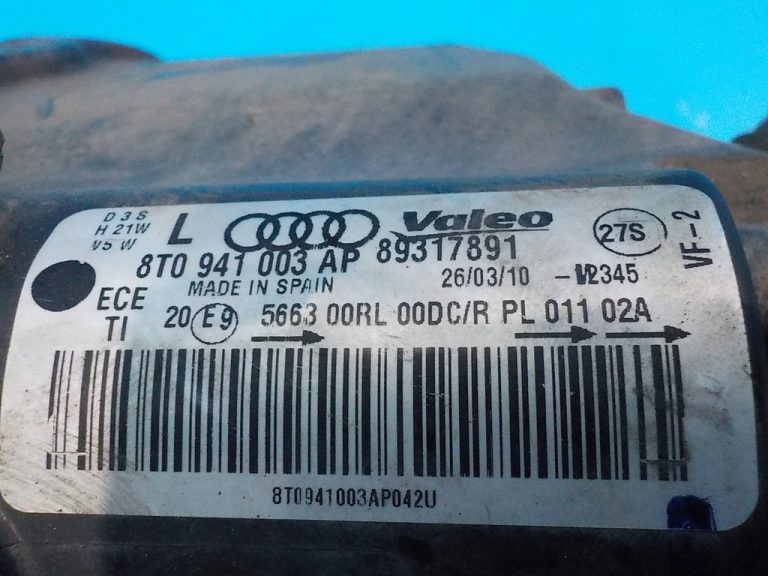 D3S
H21W
W5W
L
Valeo
8T0 941 003 AP 89317891
27S
VF-2
MADE IN SPAIN
26/03/10
ECE
TI
20 E9 5663 00RL 00DC/R PL 011 02A
8T0941003AP042U